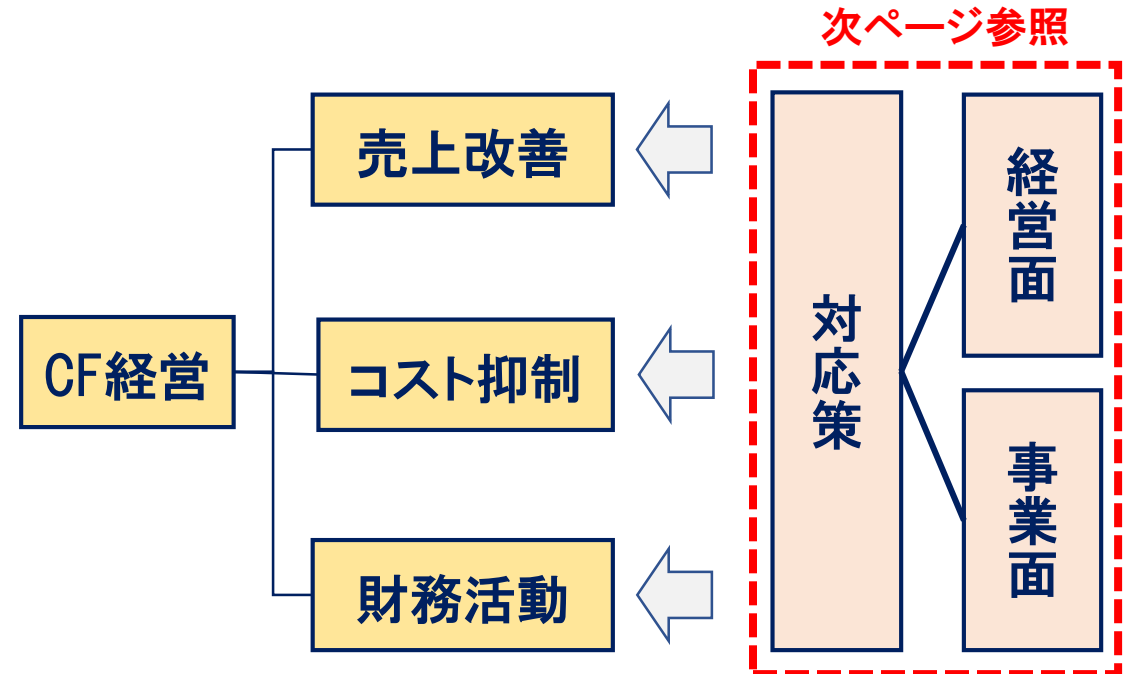 次ページ参照
売上改善
CF経営
コスト抑制
財務活動
対応策
経営面
事業面